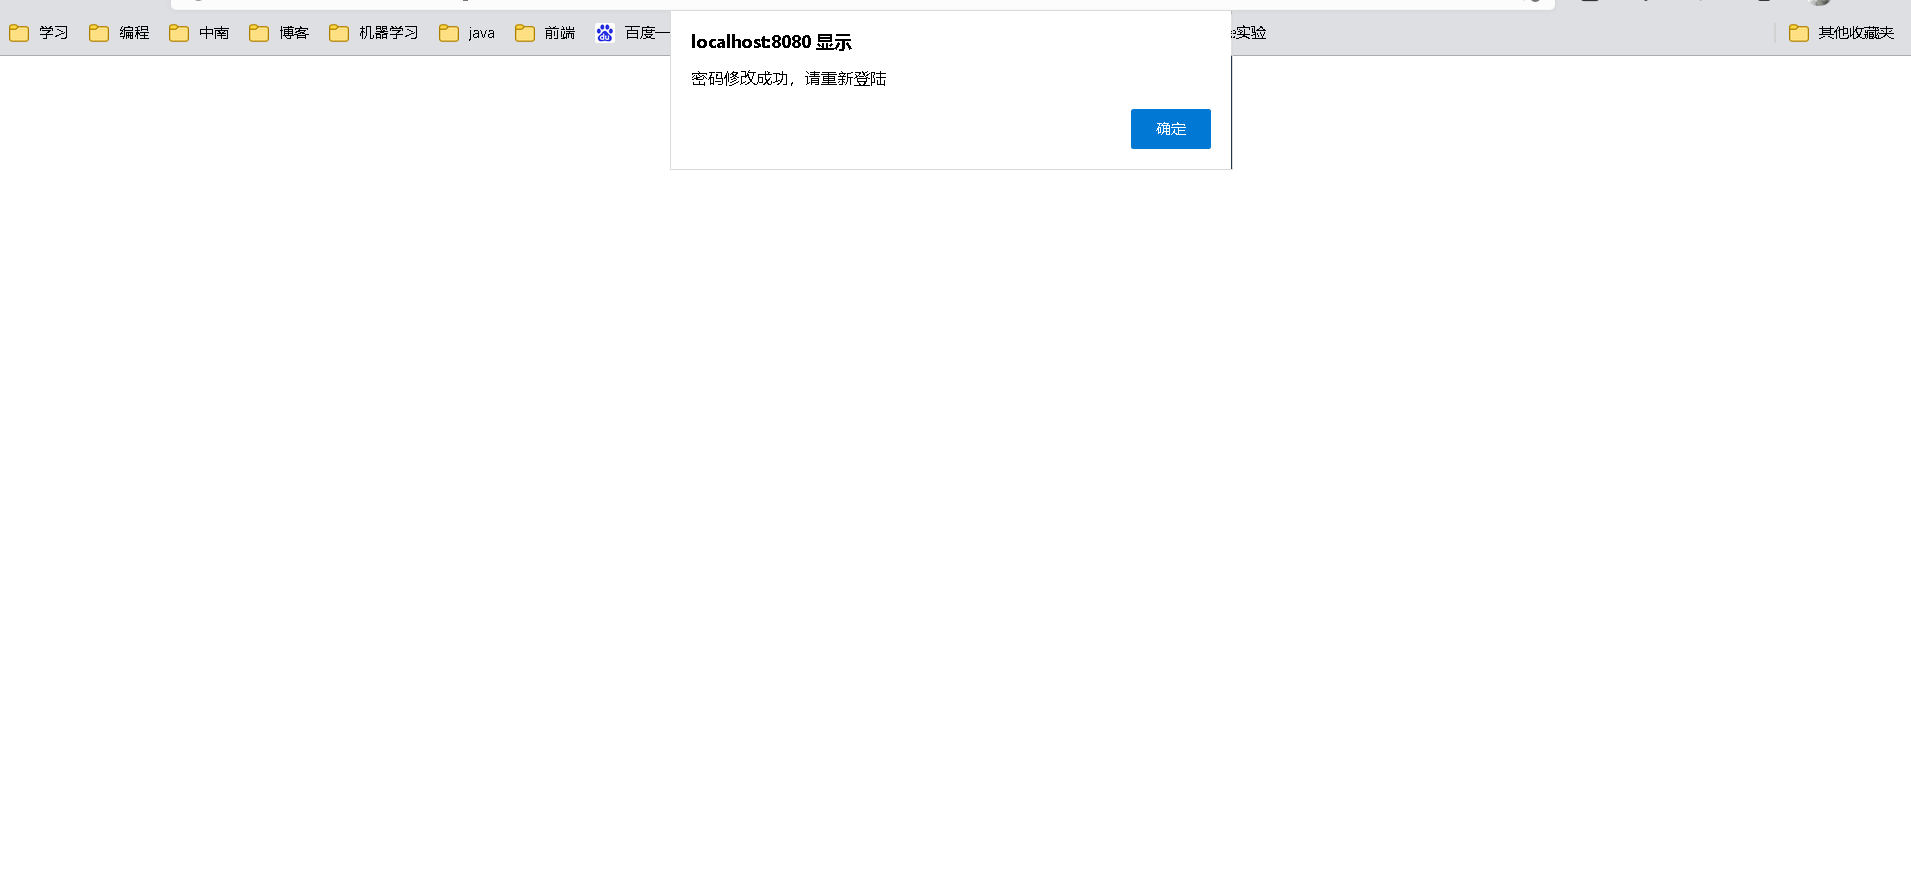 学习 编程 中南 博客 机器学习 java 前端 百度一 实验 其他收藏夹
localhost:8080 显示
密码修改成功，请重新登陆
确定